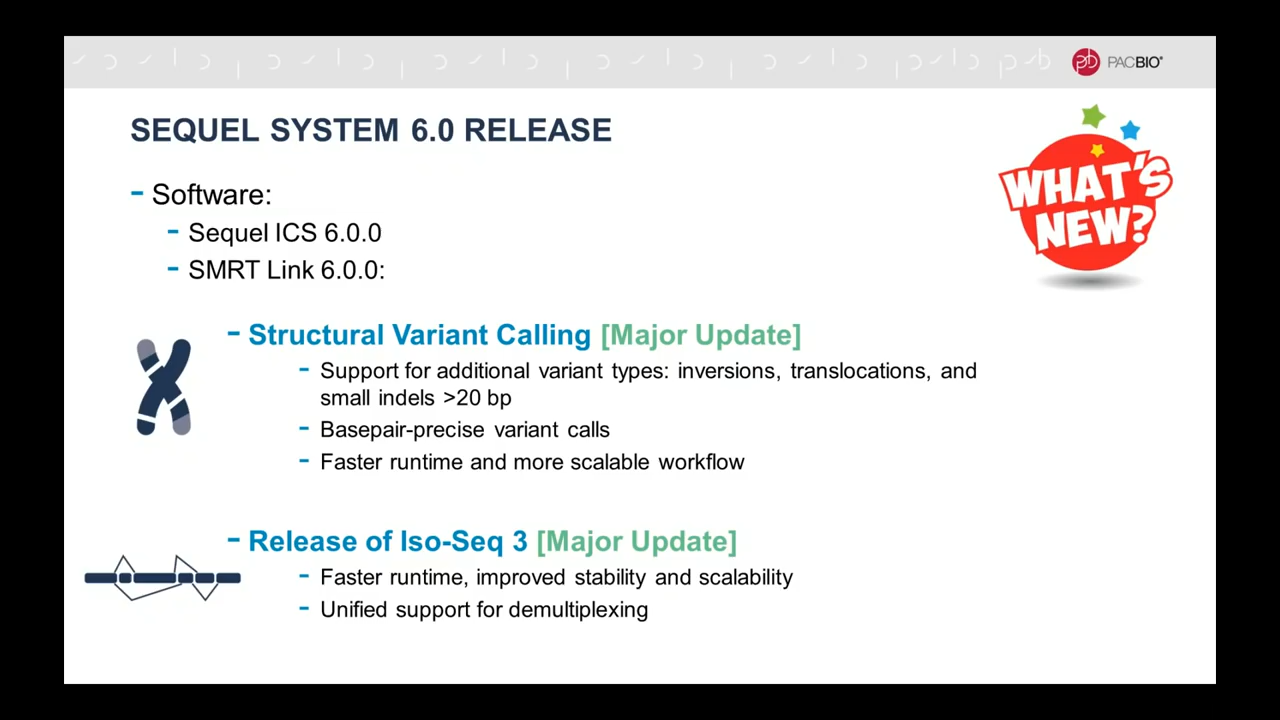 PACBIO®
SEQUEL SYSTEM 6.0 RELEASE
WHAT'S
NEW?
- Software:
- Sequel ICS 6.0.0
- SMRT Link 6.0.0:
- Structural Variant Calling [Major Update]
- Support for additional variant types: inversions, translocations, and
small indels >20 bp
- Basepair-precise variant calls
- Faster runtime and more scalable workflow
- Release of Iso-Seq 3 [Major Update]
- Faster runtime, improved stability and scalability
- Unified support for demultiplexing